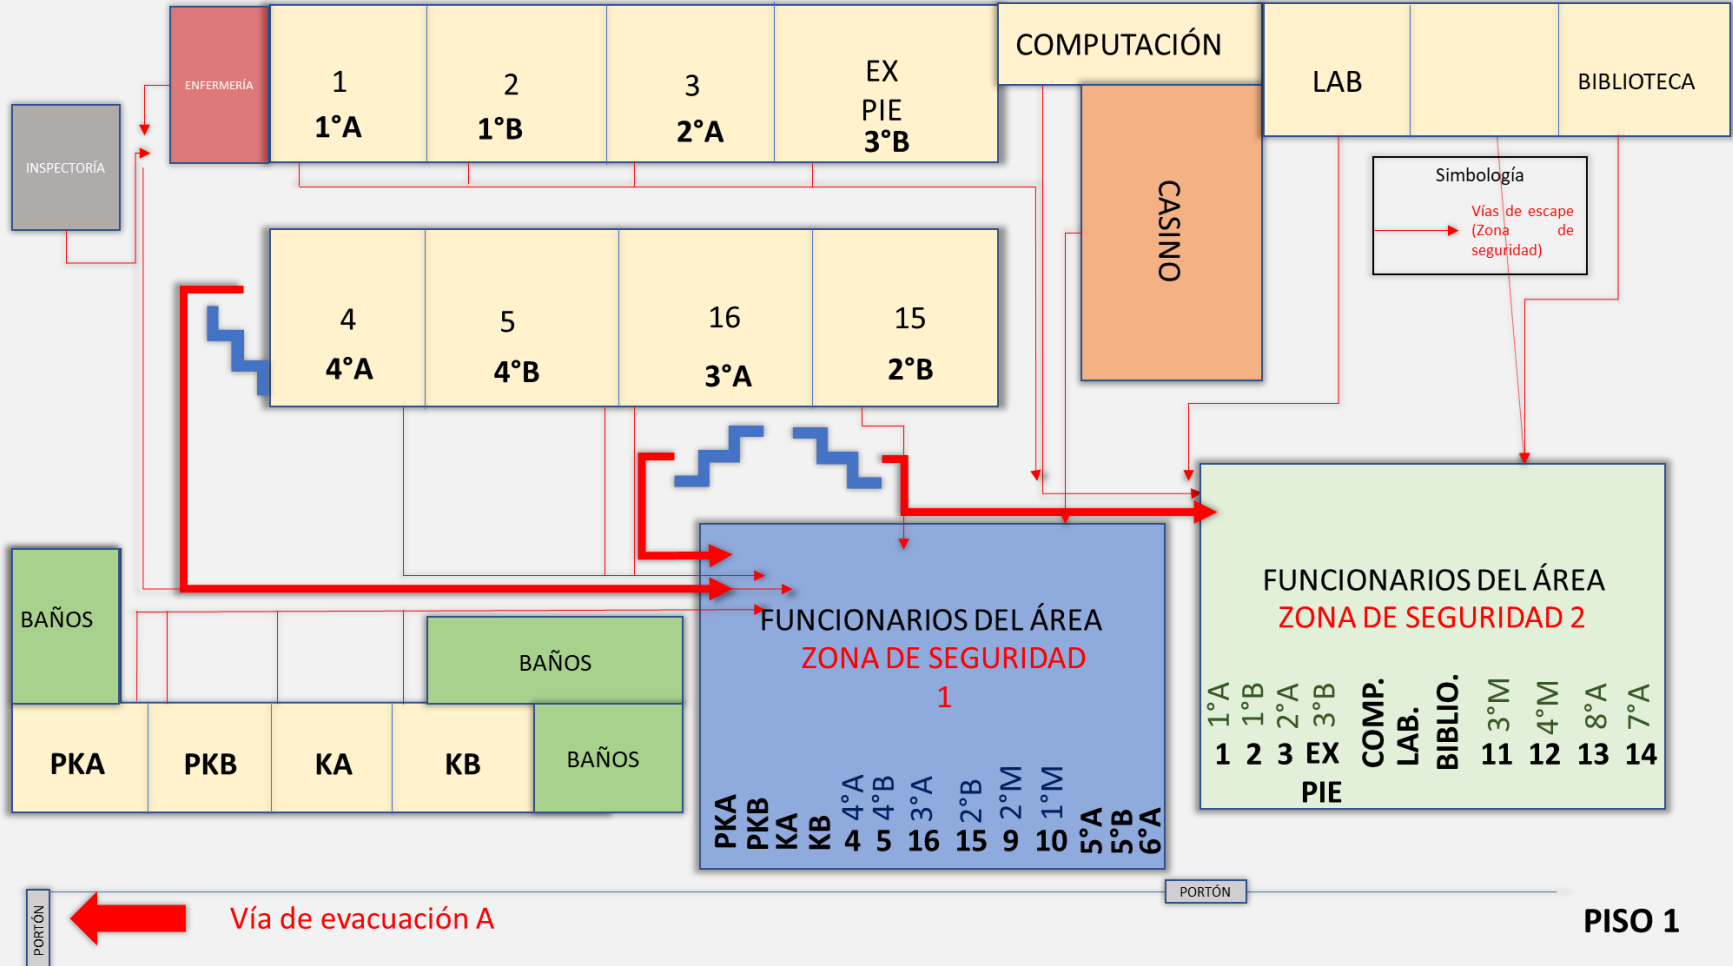 ENFERMERÍA
1
1°A
2
1°B
3
2°A
EX
PIE
3°B
COMPUTACIÓN
LAB
BIBLIOTECA
INSPECTORÍA
CASINO
Simbología
Vías de escape
(Zona de
seguridad)
4
4°A
5
4°B
16
3°A
15
2°B
BAÑOS
BAÑOS
BAÑOS
PKA
PKB
KA
KB
FUNCIONARIOS DEL ÁREA
ZONA DE SEGURIDAD
1
PKA
PKB
KA
KB
4°A
4
4°B
5
3°A
16
2°B
15
2°M
9
1°M
10
5°A
5°B
6°A
FUNCIONARIOS DEL ÁREA
ZONA DE SEGURIDAD 2
1°A
1
1°B
2
2°A
3
3°B
EX
PIE
COMP.
LAB.
BIBLIO.
3°M
11
4°M
12
8°A
13
7°A
14
PORTÓN
PORTÓN
Vía de evacuación A
PISO 1